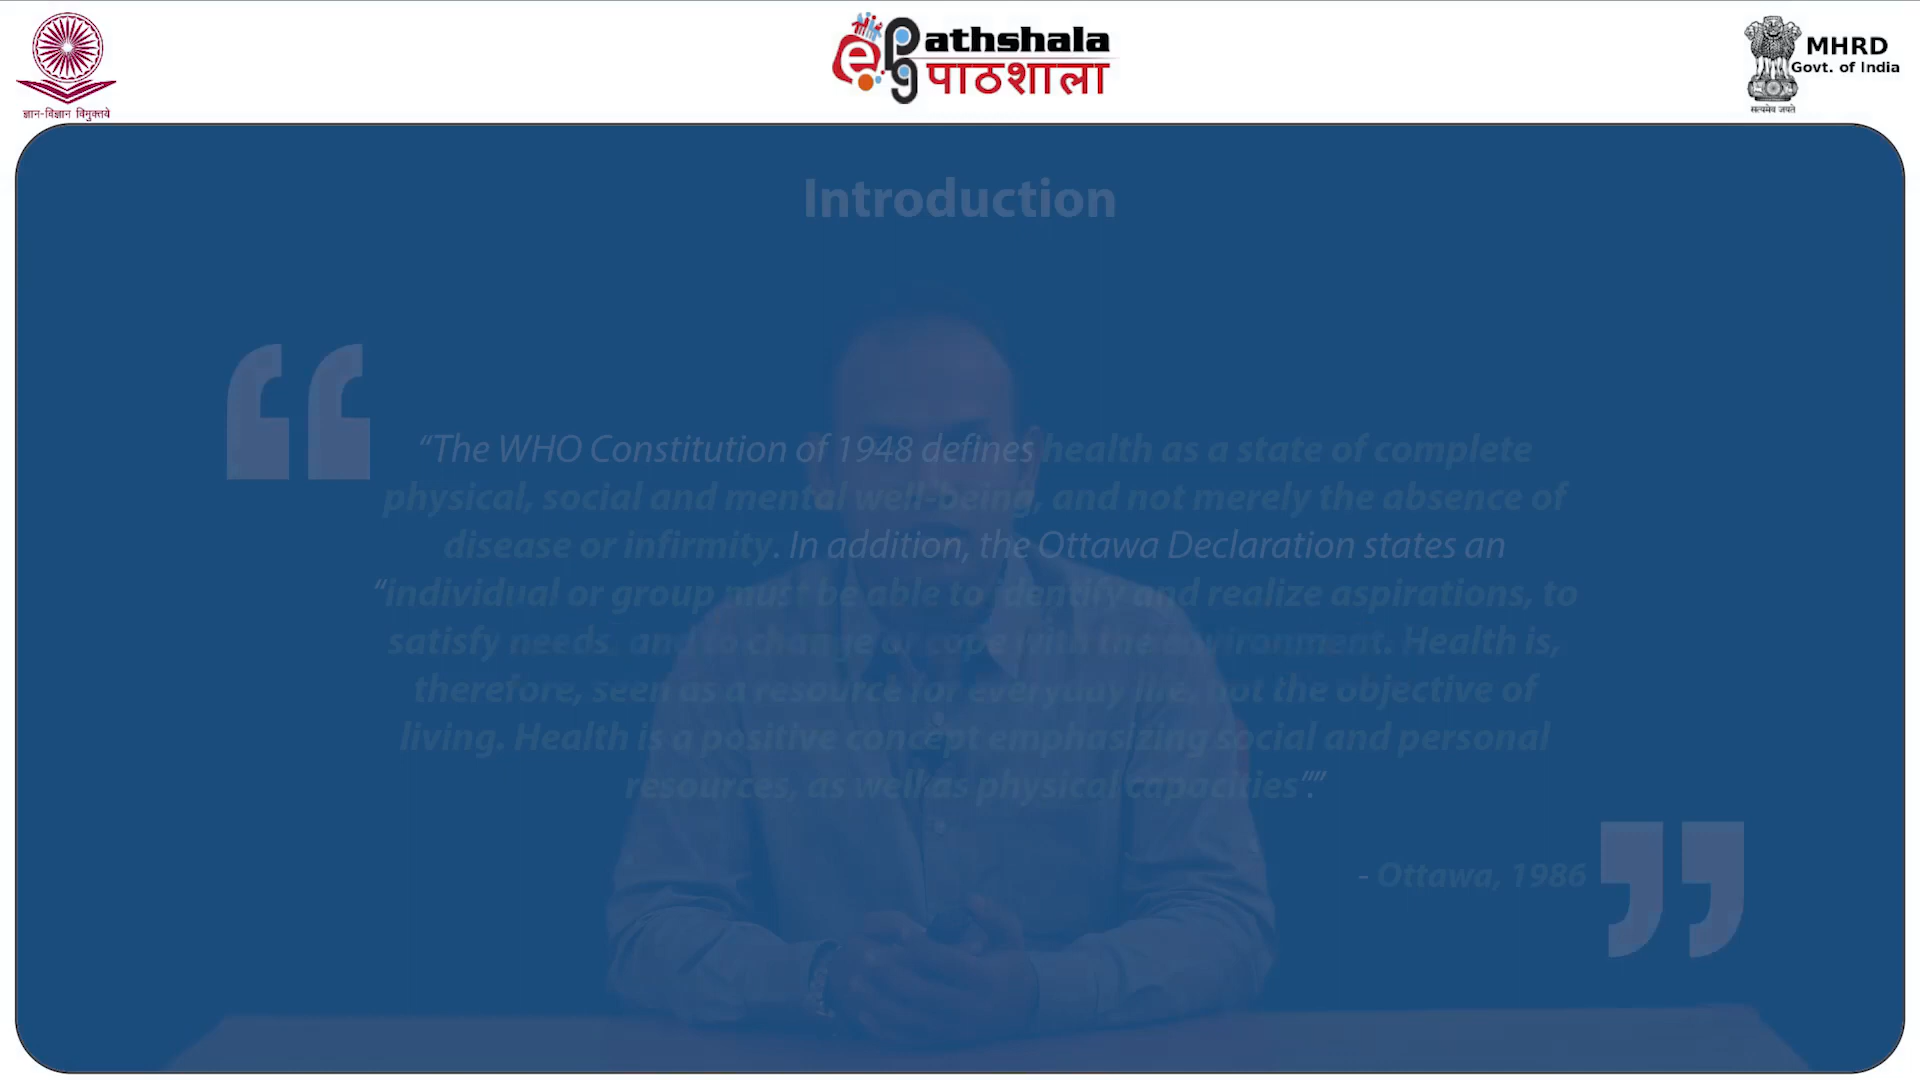 athshala
पाठशाला
MHRD
Govt. of India
ज्ञान-विज्ञान विमुक्तये
सत्यमेव जयते
Introduction
“The WHO Constitution of 1948 defines health as a state of complete
physical, social and mental well-being, and not merely the absence of
disease or infirmity. In addition, the Ottawa Declaration states an
“individual or group must be able to identify and realize aspirations, to
satisfy needs, and to change or cope with the environment. Health is,
therefore, seen as a resource for everyday life, not the objective of
living. Health is a positive concept emphasizing social and personal
resources, as well as physical capacities”.”
- Ottawa, 1986